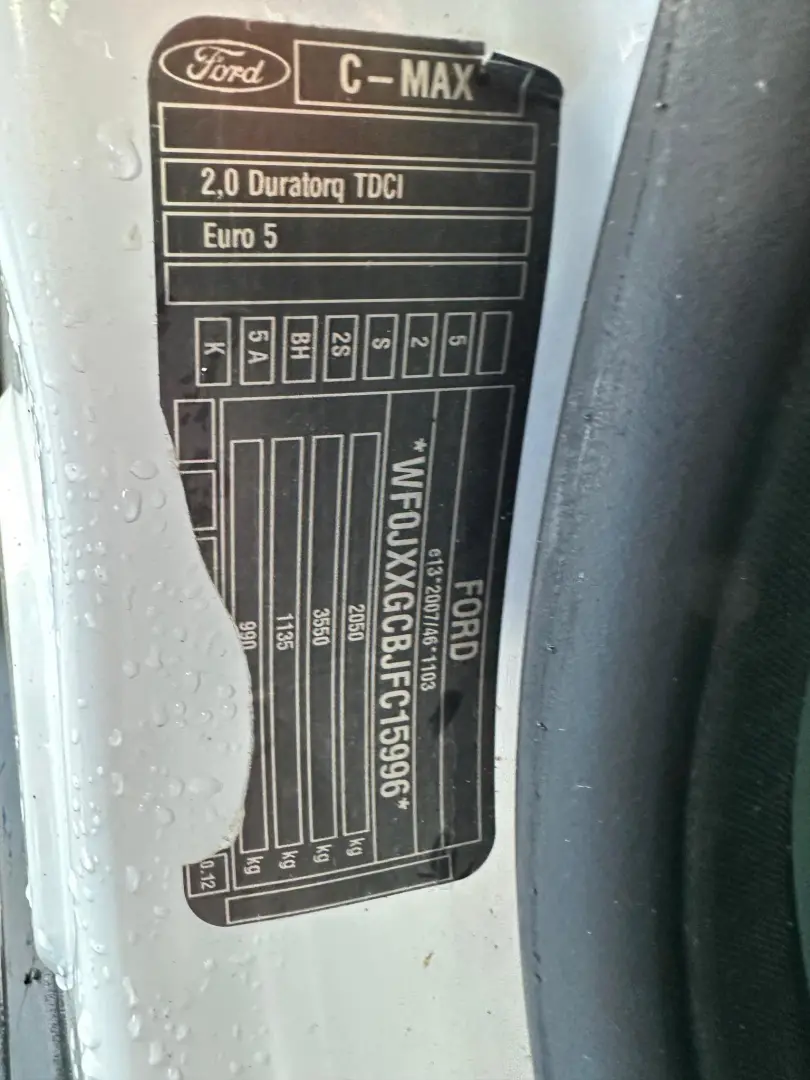 Ford
C-MAX
2,0 Duratorq TDCI
Euro 5
K 5A BH 2S S 2 5
FORD
e13*2007/46*1103
*WF0JXXGCBJFC15996*
2050 kg
3550 kg
1135 kg
990 kg
0.12